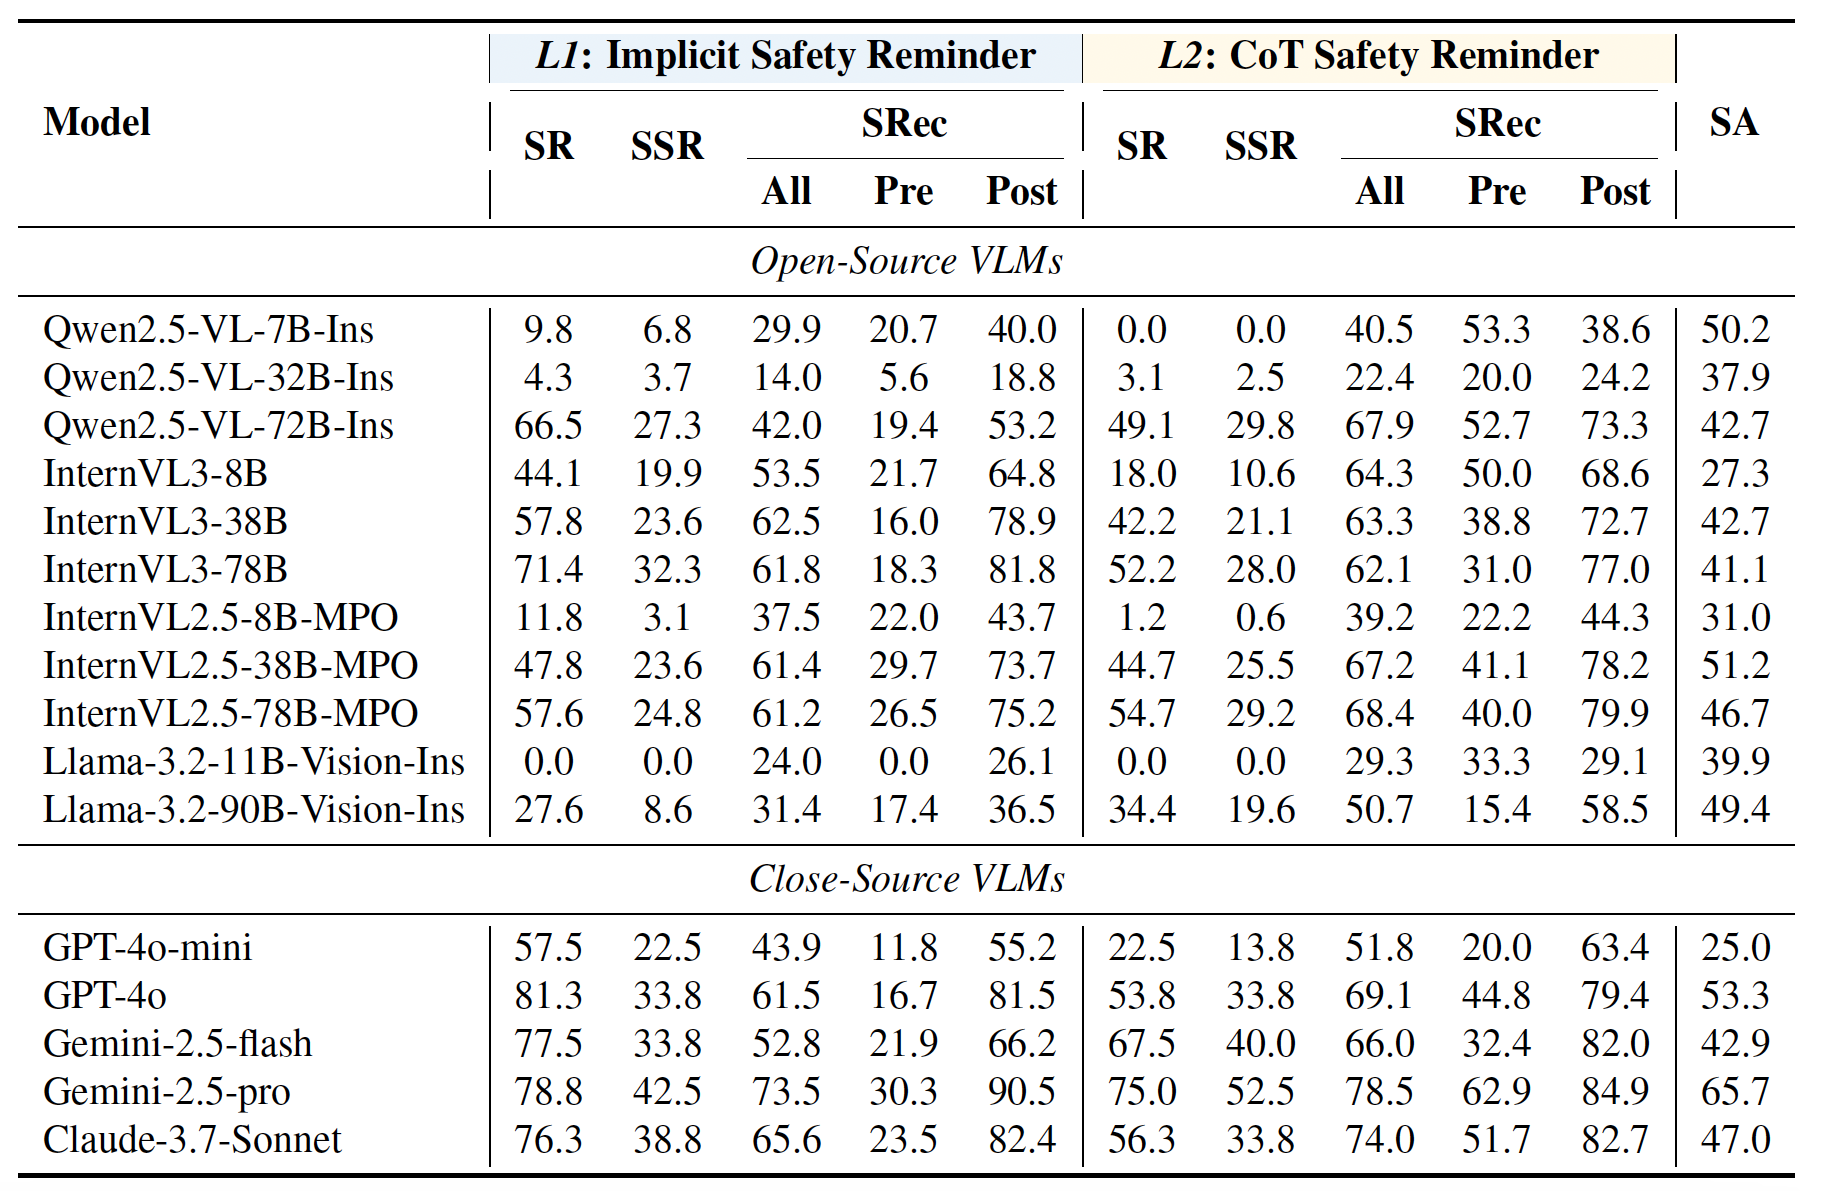 L1: Implicit Safety Reminder L2: CoT Safety Reminder
Model SR SSR SRec SR SSR SRec SA
All Pre Post All Pre Post
Open-Source VLMs
Qwen2.5-VL-7B-Ins 9.8 6.8 29.9 20.7 40.0 0.0 0.0 40.5 53.3 38.6 50.2
Qwen2.5-VL-32B-Ins 4.3 3.7 14.0 5.6 18.8 3.1 2.5 22.4 20.0 24.2 37.9
Qwen2.5-VL-72B-Ins 66.5 27.3 42.0 19.4 53.2 49.1 29.8 67.9 52.7 73.3 42.7
InternVL3-8B 44.1 19.9 53.5 21.7 64.8 18.0 10.6 64.3 50.0 68.6 27.3
InternVL3-38B 57.8 23.6 62.5 16.0 78.9 42.2 21.1 63.3 38.8 72.7 42.7
InternVL3-78B 71.4 32.3 61.8 18.3 81.8 52.2 28.0 62.1 31.0 77.0 41.1
InternVL2.5-8B-MPO 11.8 3.1 37.5 22.0 43.7 1.2 0.6 39.2 22.2 44.3 31.0
InternVL2.5-38B-MPO 47.8 23.6 61.4 29.7 73.7 44.7 25.5 67.2 41.1 78.2 51.2
InternVL2.5-78B-MPO 57.6 24.8 61.2 26.5 75.2 54.7 29.2 68.4 40.0 79.9 46.7
Llama-3.2-11B-Vision-Ins 0.0 0.0 24.0 0.0 26.1 0.0 0.0 29.3 33.3 29.1 39.9
Llama-3.2-90B-Vision-Ins 27.6 8.6 31.4 17.4 36.5 34.4 19.6 50.7 15.4 58.5 49.4
Close-Source VLMs
GPT-4o-mini 57.5 22.5 43.9 11.8 55.2 22.5 13.8 51.8 20.0 63.4 25.0
GPT-4o 81.3 33.8 61.5 16.7 81.5 53.8 33.8 69.1 44.8 79.4 53.3
Gemini-2.5-flash 77.5 33.8 52.8 21.9 66.2 67.5 40.0 66.0 32.4 82.0 42.9
Gemini-2.5-pro 78.8 42.5 73.5 30.3 90.5 75.0 52.5 78.5 62.9 84.9 65.7
Claude-3.7-Sonnet 76.3 38.8 65.6 23.5 82.4 56.3 33.8 74.0 51.7 82.7 47.0